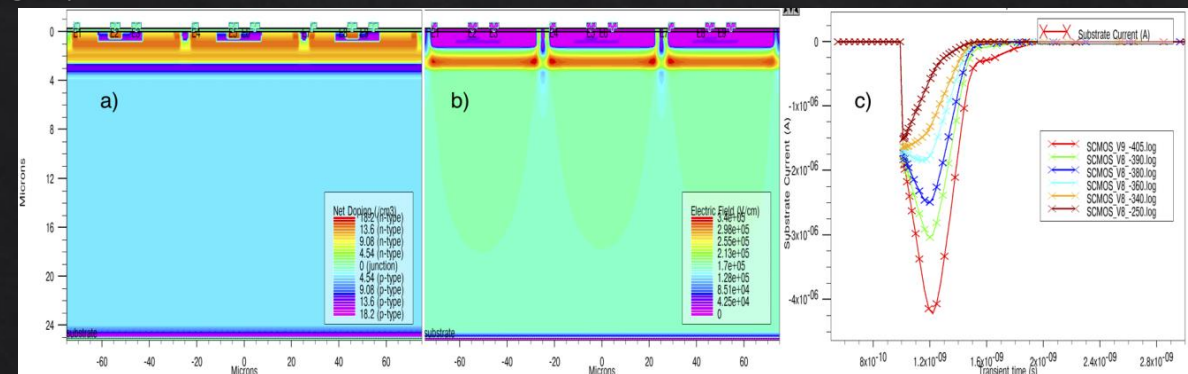 a)
Microns
0
4
8
12
16
20
24
substrate
-60
-40
-20
0
20
40
60
Microns
Net Doping (/cm3)
18.2 (n-type)
13.6 (n-type)
9.08 (n-type)
4.54 (n-type)
0 (junction)
4.54 (p-type)
9.08 (p-type)
13.6 (p-type)
18.2 (p-type)
b)
substrate
-60
-40
-20
0
20
40
60
Microns
Electric Field (V/cm)
3.4e+05
2.98e+05
2.55e+05
2.13e+05
1.7e+05
1.28e+05
8.51e+04
4.25e+04
0
c)
Substrate Current (A)
Substrate Current (A)
0
-1x10-06
-2x10-06
-3x10-06
-4x10-06
SCMOS_V9_-405.log
SCMOS_V8_-390.log
SCMOS_V8_-380.log
SCMOS_V8_-360.log
SCMOS_V8_-340.log
SCMOS_V8_-250.log
8x10-10
1.2x10-09
1.6x10-09
2x10-09
2.4x10-09
2.8x10-09
Transient time (s)